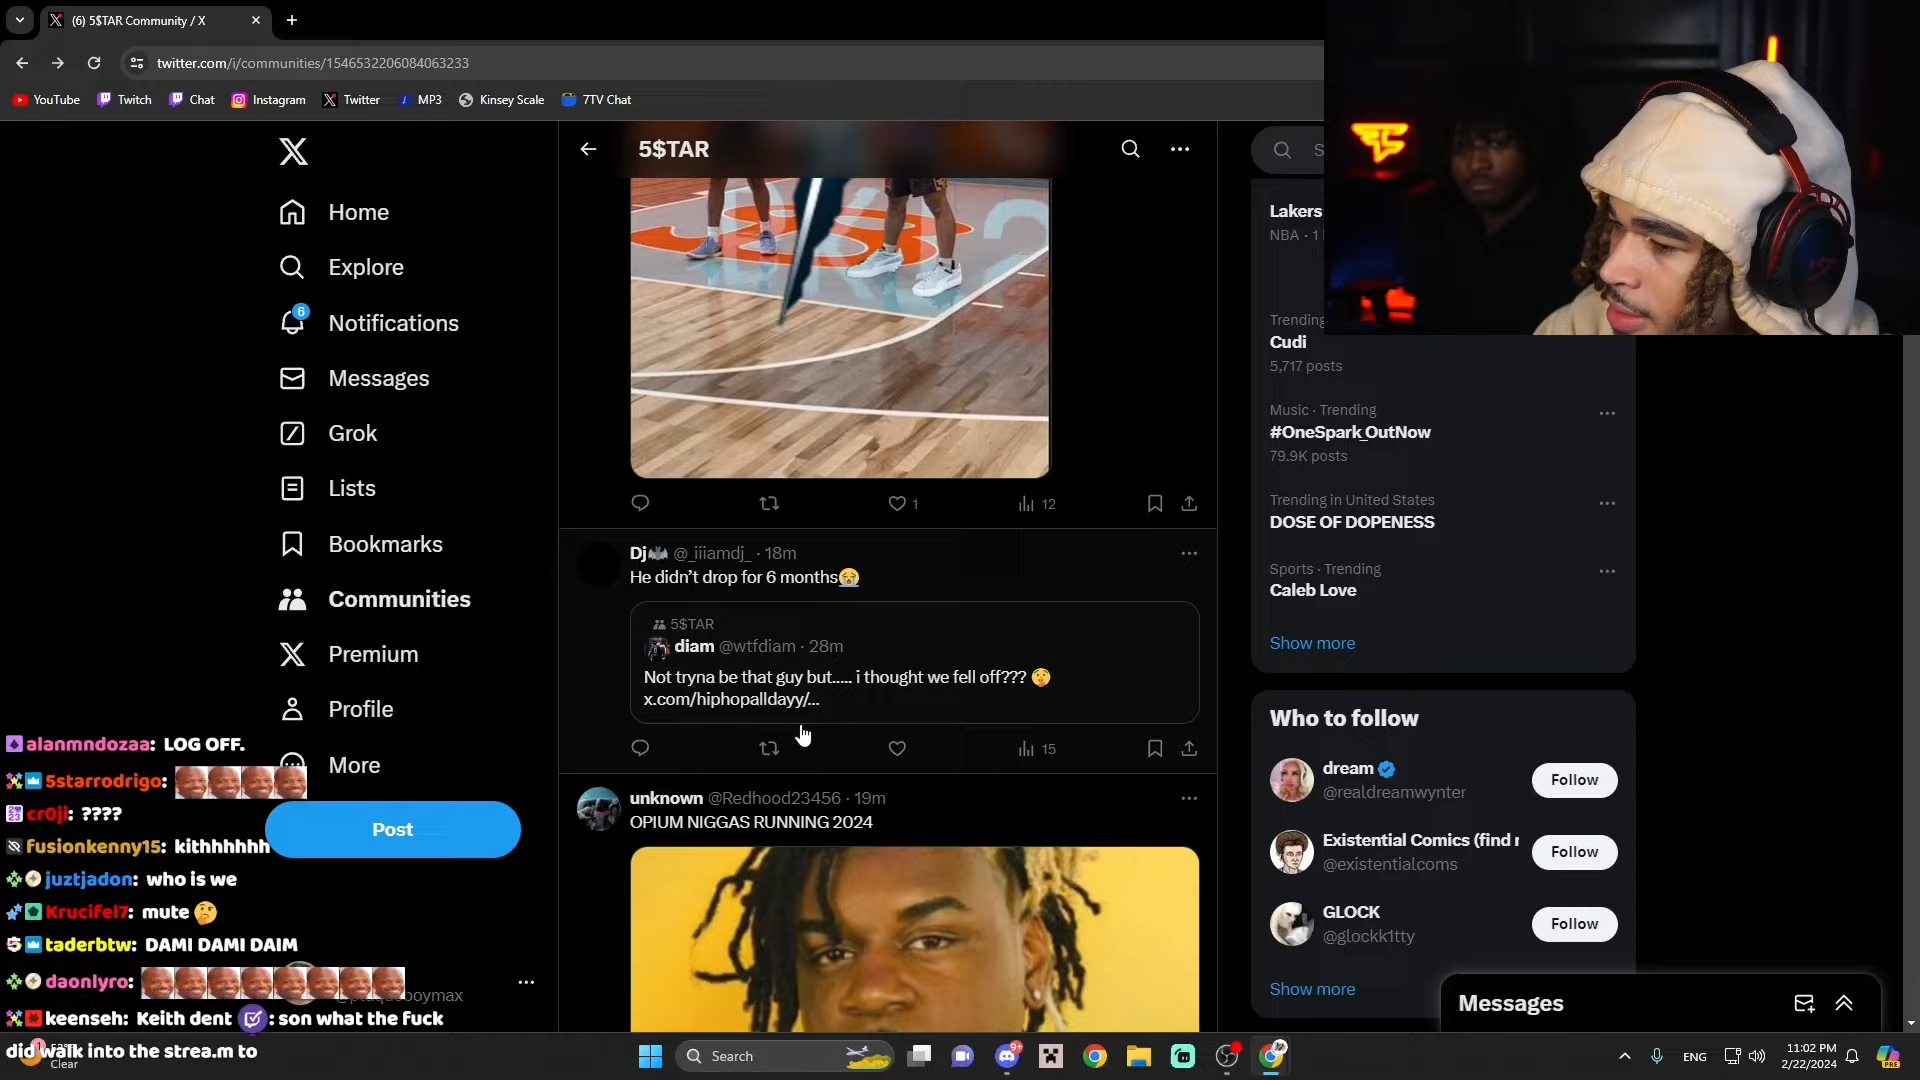 (6) 5$TAR Community / X
twitter.com/i/communities/1546532206084063233
YouTube
Twitch
Chat
Instagram
Twitter
MP3
Kinsey Scale
7TV Chat
Home
Explore
6
Notifications
Messages
Grok
Lists
Bookmarks
Communities
Premium
Profile
More
Post
alanmndozaa: LOG OFF.
5starrodrigo:
cr0ji: ????
fusionkenny15: kithhhhhh
juztjadon: who is we
Krucifel7: mute 🤔
taderbtw: DAMI DAMI DAIM
daonlyro:
keenseh: Keith dent : son what the fuck
did walk into the strea.m to
Clear
5$TAR
1
12
Dj🦇 @_iiiamdj_ · 18m
He didn’t drop for 6 months😭
5$TAR
diam @wtfdiam · 28m
Not tryna be that guy but..... i thought we fell off??? 🤫
x.com/hiphopalldayy/...
15
unknown @Redhood23456 · 19m
OPIUM NIGGAS RUNNING 2024
Lakers
Trending
Cudi
5,717 posts
Music · Trending
#OneSpark_OutNow
79.9K posts
Trending in United States
DOSE OF DOPENESS
Sports · Trending
Caleb Love
Show more
Who to follow
dream
@realdreamwynter
Follow
Existential Comics (find
@existentialcoms
Follow
GLOCK
@glockk1tty
Follow
Show more
Messages
Search
9+
ENG
11:02 PM
2/22/2024
PRE